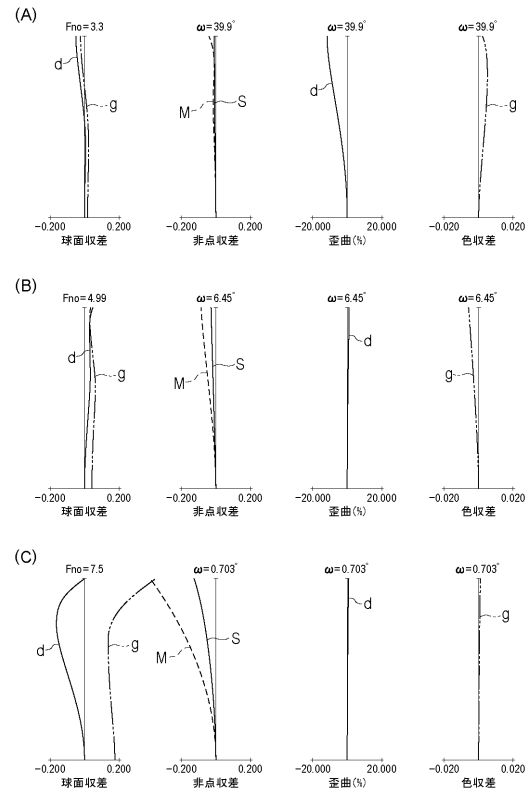 (A)
Fno=3.3 ω=39.9° ω=39.9° ω=39.9°
d g M S d g
-0.200 0.200 -0.200 0.200 -20.000 20.000 -0.020 0.020
球面収差 非点収差 歪曲(%) 色収差
(B)
Fno=4.99 ω=6.45° ω=6.45° ω=6.45°
d g M S d g
-0.200 0.200 -0.200 0.200 -20.000 20.000 -0.020 0.020
球面収差 非点収差 歪曲(%) 色収差
(C)
Fno=7.5 ω=0.703° ω=0.703° ω=0.703°
d g M S d g
-0.200 0.200 -0.200 0.200 -20.000 20.000 -0.020 0.020
球面収差 非点収差 歪曲(%) 色収差